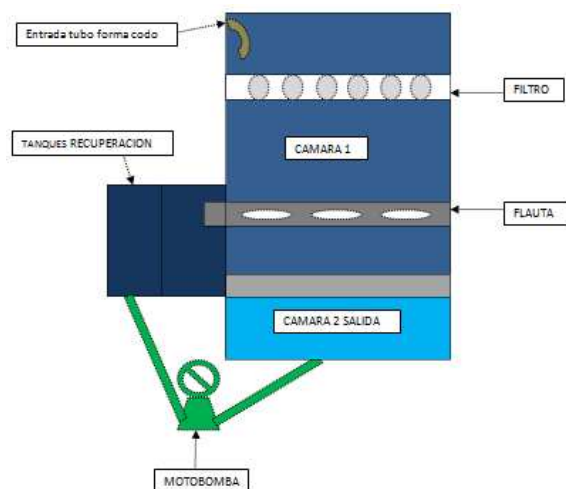 Entrada tubo forma codo
FILTRO
TANQUES RECUPERACION
CAMARA 1
FLAUTA
CAMARA 2 SALIDA
MOTOBOMBA